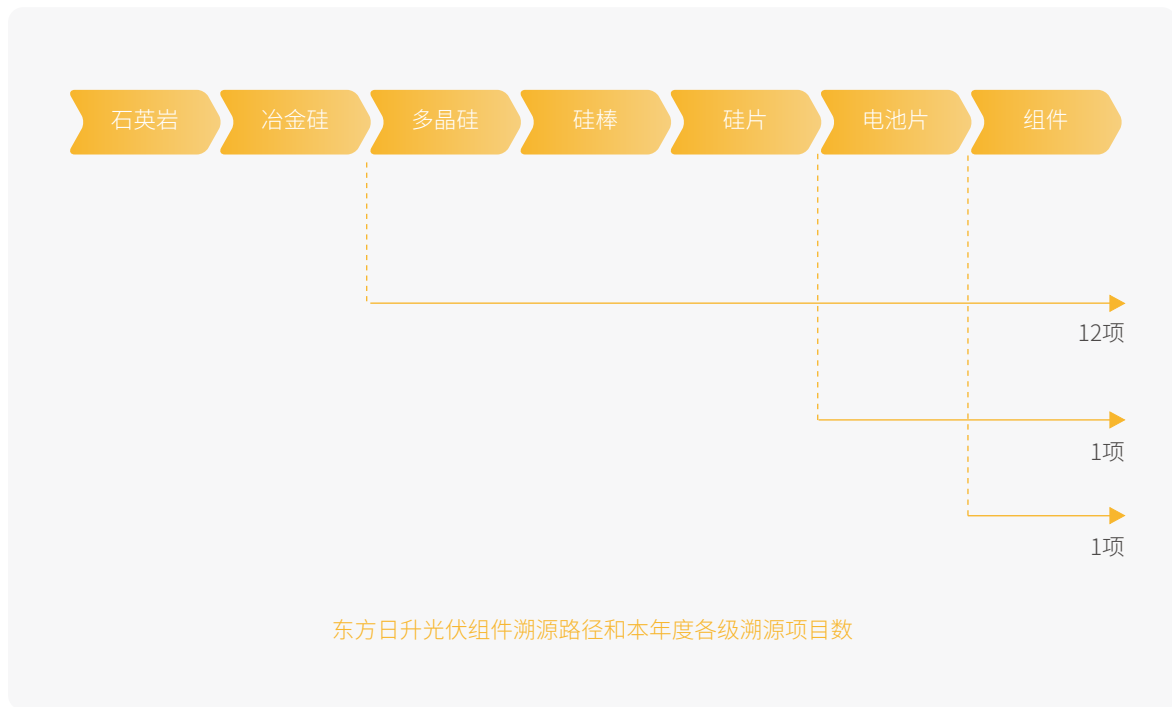 石英岩
冶金硅
多晶硅
硅棒
硅片
电池片
组件
12项
1项
1项
东方日升光伏组件溯源路径和本年度各级溯源项目数